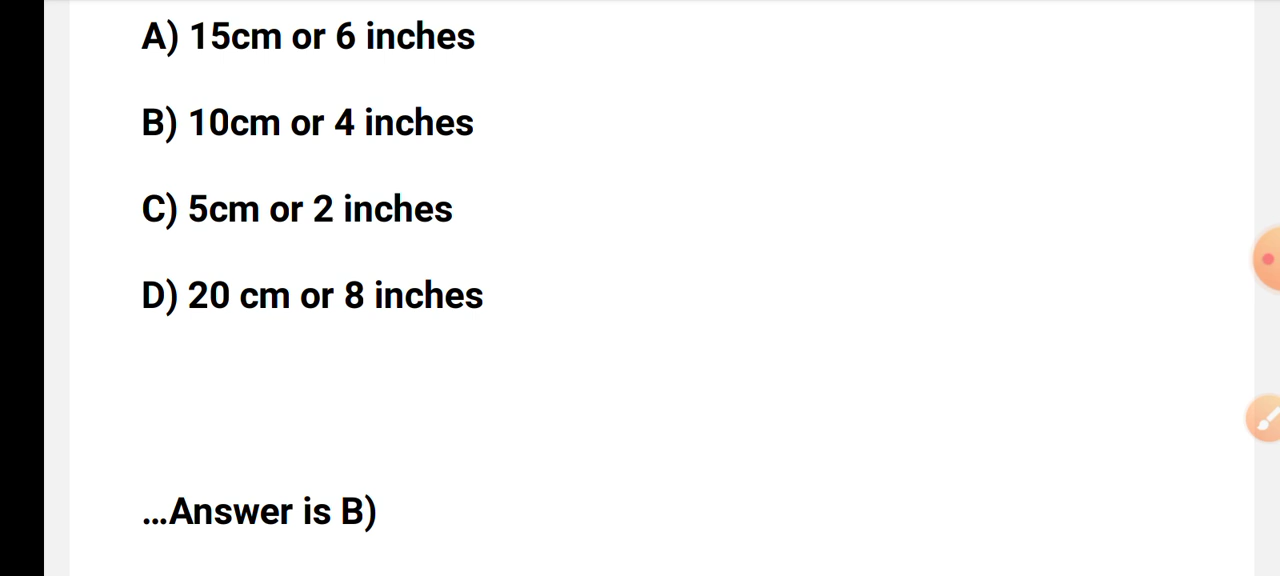 A) 15cm or 6 inches
B) 10cm or 4 inches
C) 5cm or 2 inches
D) 20 cm or 8 inches
...Answer is B)